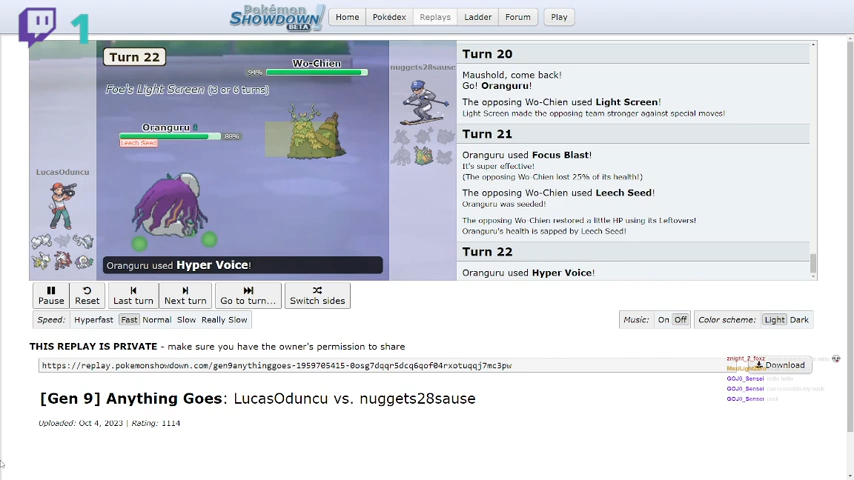 1
Pokémon
SHOWDOWN!
BETA
Home
Pokédex
Replays
Ladder
Forum
Play
Turn 22
Wo-Chien
94%
Foe's Light Screen (3 or 6 turns)
Oranguru
88%
Leech Seed
LucasOduncu
nuggets28sause
Oranguru used Hyper Voice!
Turn 20
Maushold, come back!
Go! Oranguru!
The opposing Wo-Chien used Light Screen!
Light Screen made the opposing team stronger against special moves!
Turn 21
Oranguru used Focus Blast!
It's super effective!
(The opposing Wo-Chien lost 25% of its health!)
The opposing Wo-Chien used Leech Seed!
Oranguru was seeded!
The opposing Wo-Chien restored a little HP using its Leftovers!
Oranguru's health is sapped by Leech Seed!
Turn 22
Oranguru used Hyper Voice!
Pause
Reset
Last turn
Next turn
Go to turn...
Switch sides
Speed: Hyperfast Fast Normal Slow Really Slow
Music: On Off
Color scheme: Light Dark
THIS REPLAY IS PRIVATE - make sure you have the owner's permission to share
https://replay.pokemonshowdown.com/gen9anythinggoes-1959705415-0osg7dqqr5dcq6qof04rxotuqqj7mc3pw
Download
znight_Z_foxz
GOJ0_Sensei
GOJ0_Sensei
GOJ0_Sensei
[Gen 9] Anything Goes: LucasOduncu vs. nuggets28sause
Uploaded: Oct 4, 2023 | Rating: 1114